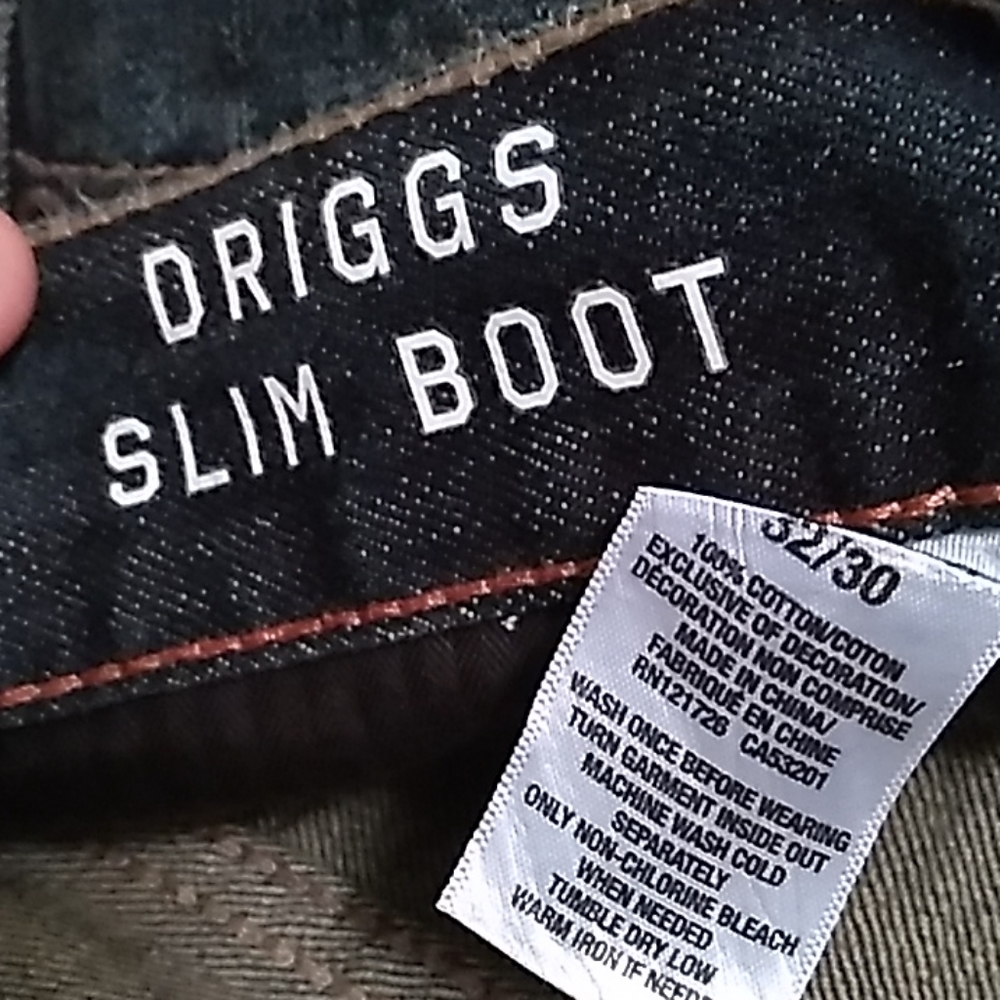 DRIGGS
SLIM BOOT
32/30
100% COTTON/COTON
EXCLUSIVE OF DECORATION/
DECORATION NON COMPRISE
MADE IN CHINA/
FABRIQUÉ EN CHINE
RN121726 CA53201
WASH ONCE BEFORE WEARING
TURN GARMENT INSIDE OUT
MACHINE WASH COLD
SEPARATELY
ONLY NON-CHLORINE BLEACH
WHEN NEEDED
TUMBLE DRY LOW
WARM IRON IF